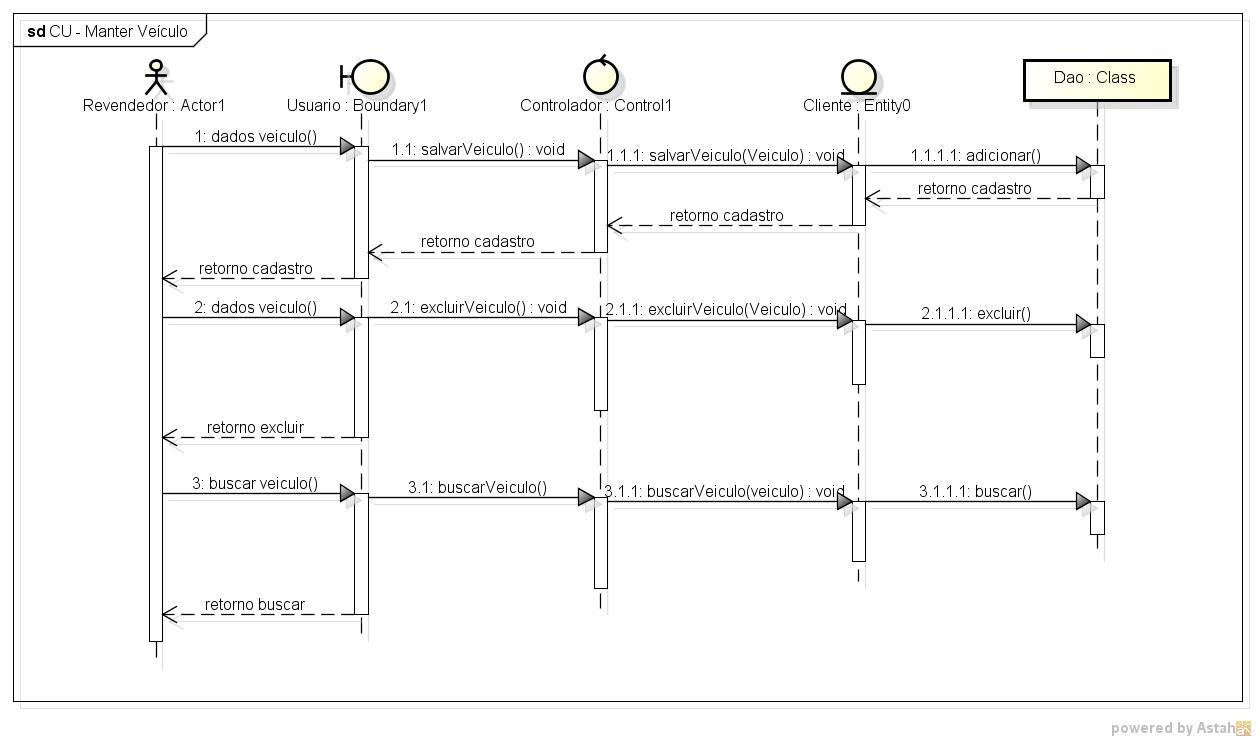 sd CU - Manter Veículo
Revendedor : Actor1
Usuario : Boundary1
Controlador : Control1
Cliente : Entity0
Dao : Class
1: dados veiculo()
1.1: salvarVeiculo() : void
1.1.1: salvarVeiculo(Veiculo) : void
1.1.1.1: adicionar()
retorno cadastro
retorno cadastro
retorno cadastro
retorno cadastro
2: dados veiculo()
2.1: excluirVeiculo() : void
2.1.1: excluirVeiculo(Veiculo) : void
2.1.1.1: excluir()
retorno excluir
3: buscar veiculo()
3.1: buscarVeiculo()
3.1.1: buscarVeiculo(veiculo) : void
3.1.1.1: buscar()
retorno buscar
powered by Astah